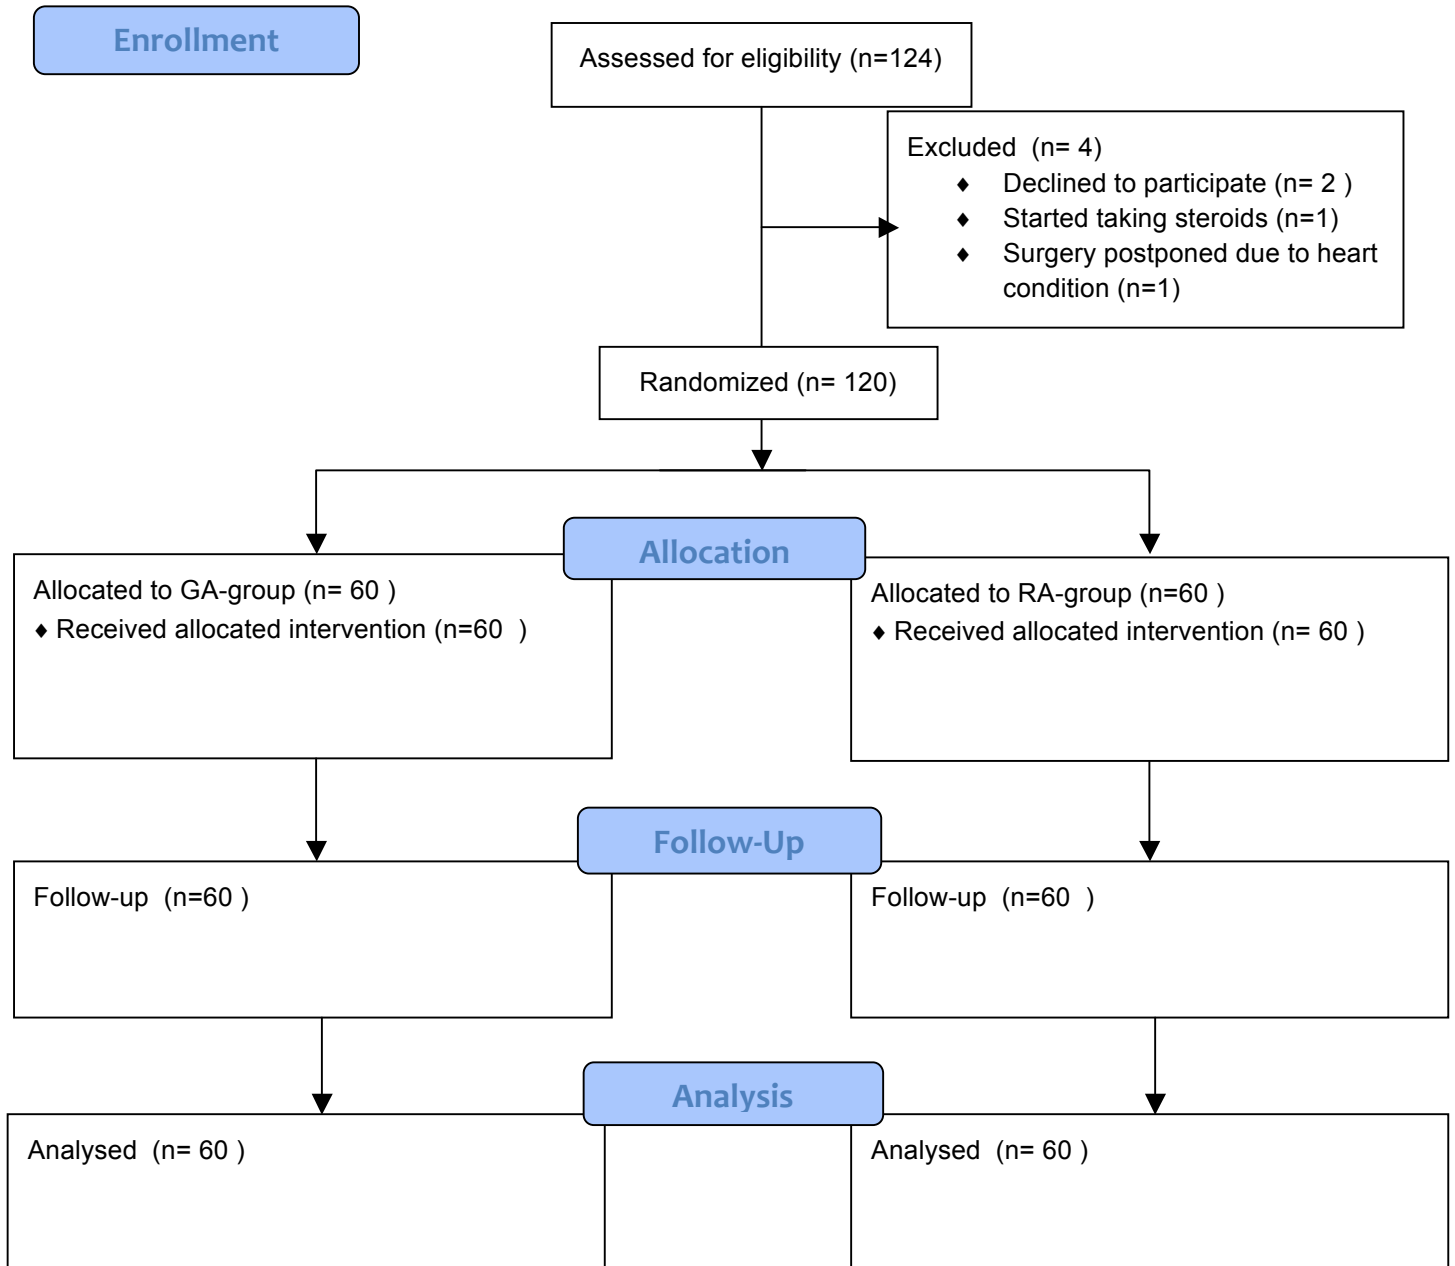 Enrollment
Assessed for eligibility (n=124)
Excluded  (n= 4)
♦ Declined to participate (n= 2 )
♦ Started taking steroids (n=1)
♦ Surgery postponed due to heart
condition (n=1)
Randomized (n= 120)
Allocation
Allocated to GA-group (n= 60 )
♦ Received allocated intervention (n=60  )
Allocated to RA-group (n=60 )
♦ Received allocated intervention (n= 60 )
Follow-Up
Follow-up  (n=60 )
Follow-up  (n=60  )
Analysis
Analysed  (n= 60 )
Analysed  (n= 60 )